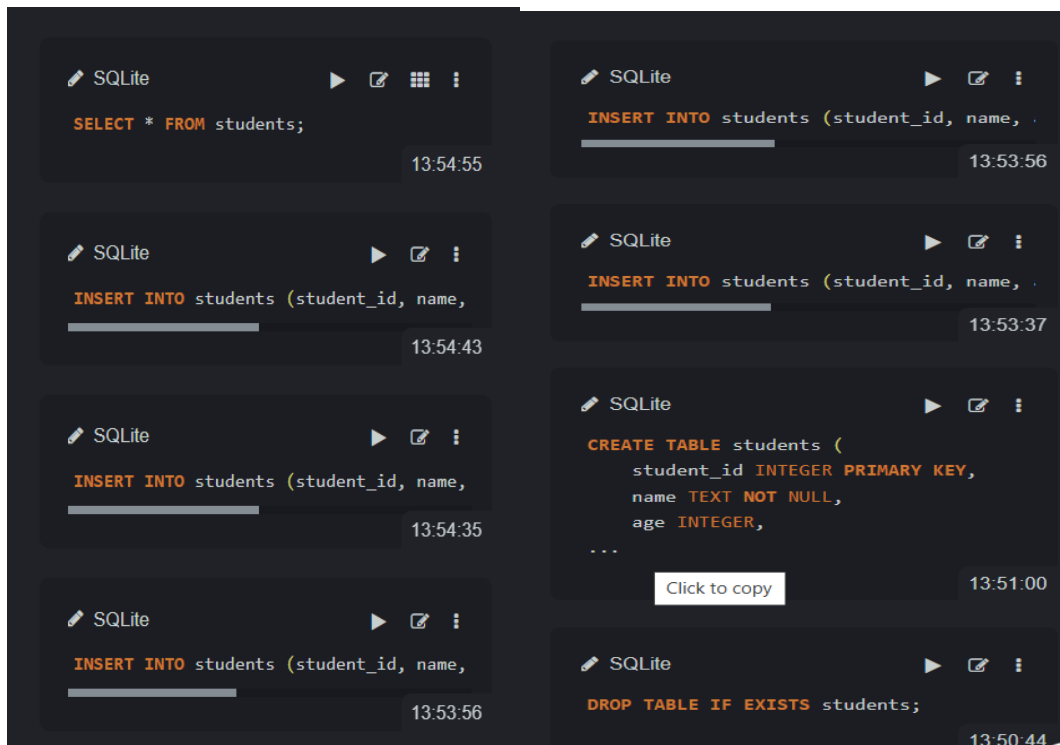 SQLite
SELECT * FROM students;
13:54:55
SQLite
INSERT INTO students (student_id, name,
13:54:43
SQLite
INSERT INTO students (student_id, name,
13:54:35
SQLite
INSERT INTO students (student_id, name,
13:53:56
SQLite
INSERT INTO students (student_id, name,
13:53:56
SQLite
INSERT INTO students (student_id, name,
13:53:37
SQLite
CREATE TABLE students (
student_id INTEGER PRIMARY KEY,
name TEXT NOT NULL,
age INTEGER,
...
Click to copy
13:51:00
SQLite
DROP TABLE IF EXISTS students;
13:50:44